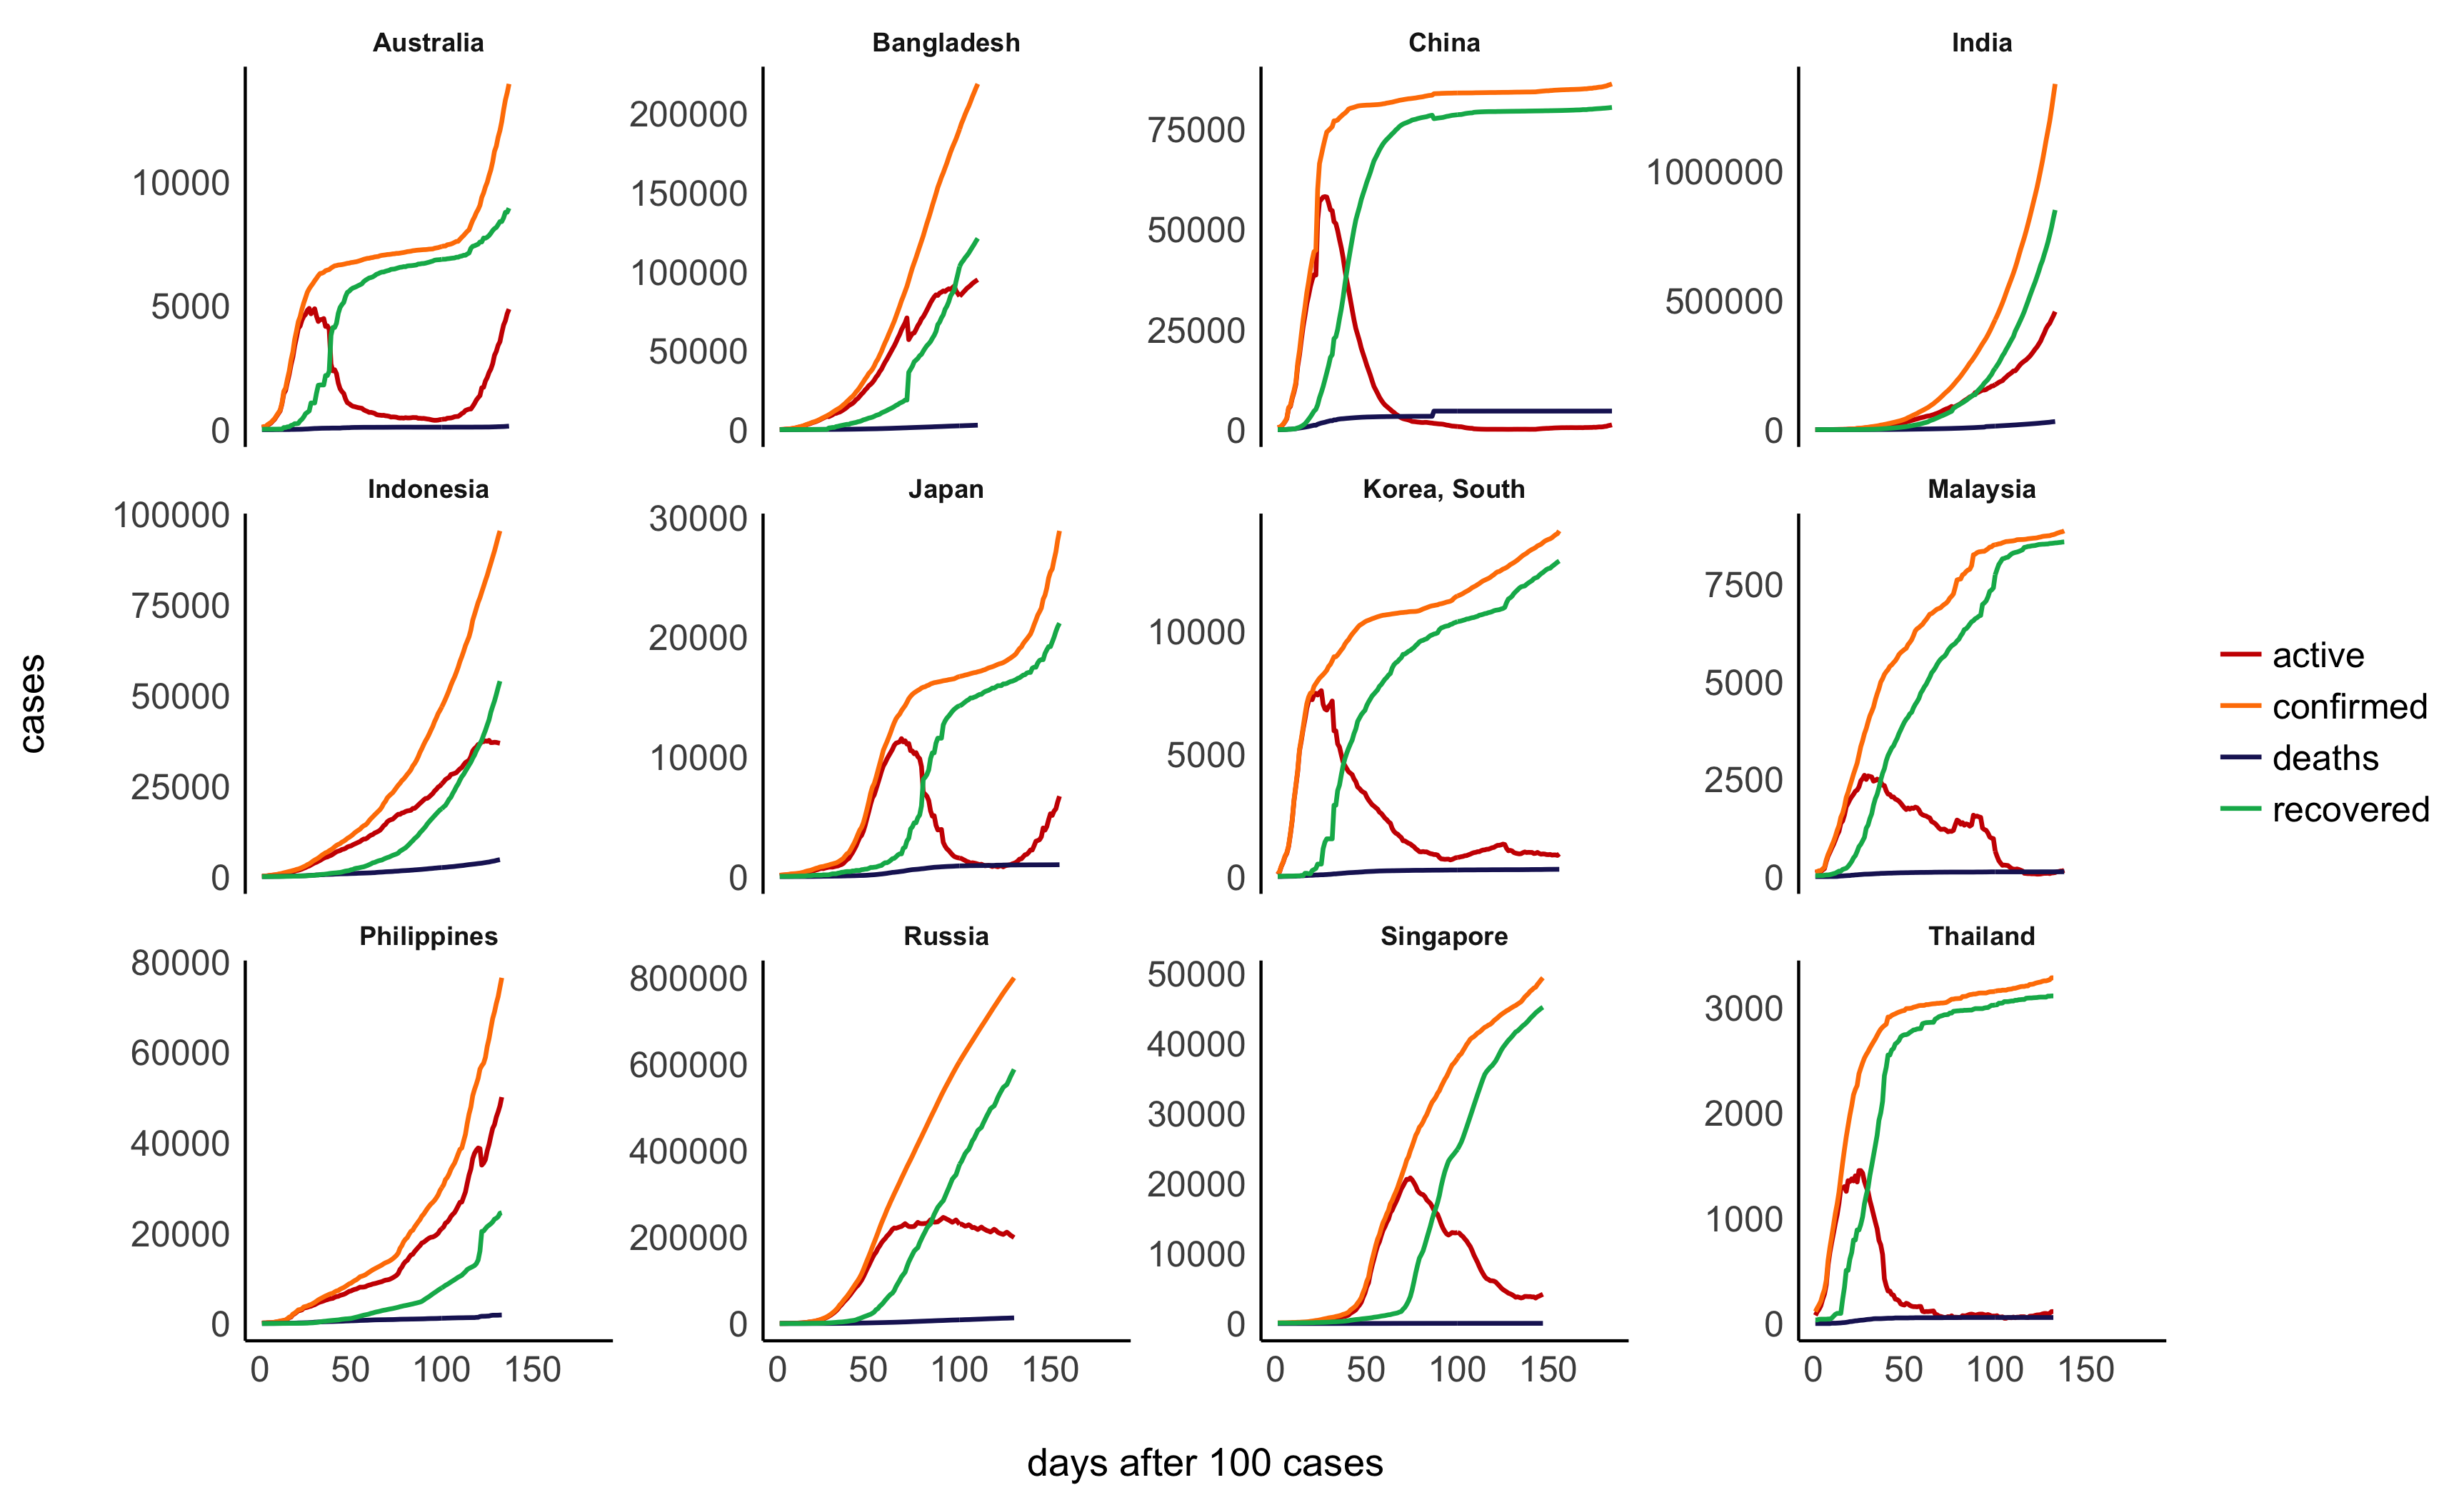 Australia
Bangladesh
China
India
10000
5000
0
200000
150000
100000
50000
0
75000
50000
25000
0
1000000
500000
0
Indonesia
Japan
Korea, South
Malaysia
100000
75000
50000
25000
0
30000
20000
10000
0
10000
5000
0
7500
5000
2500
0
Philippines
Russia
Singapore
Thailand
80000
60000
40000
20000
0
800000
600000
400000
200000
0
50000
40000
30000
20000
10000
0
3000
2000
1000
0
0 50 100 150
0 50 100 150
0 50 100 150
0 50 100 150
cases
days after 100 cases
active
confirmed
deaths
recovered